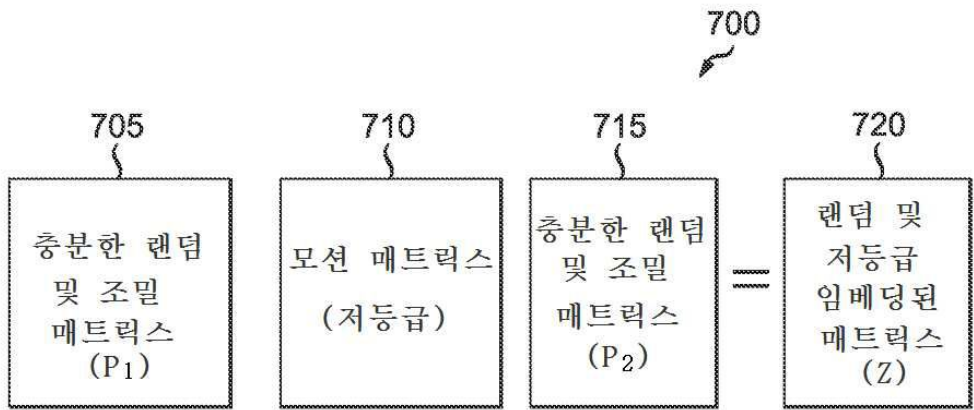 700
705
710
715
720
충분한 랜덤
및 조밀
매트릭스
(P1)
모션 매트릭스
(저등급)
충분한 랜덤
및 조밀
매트릭스
(P2)
=
랜덤 및
저등급
임베딩된
매트릭스
(Z)